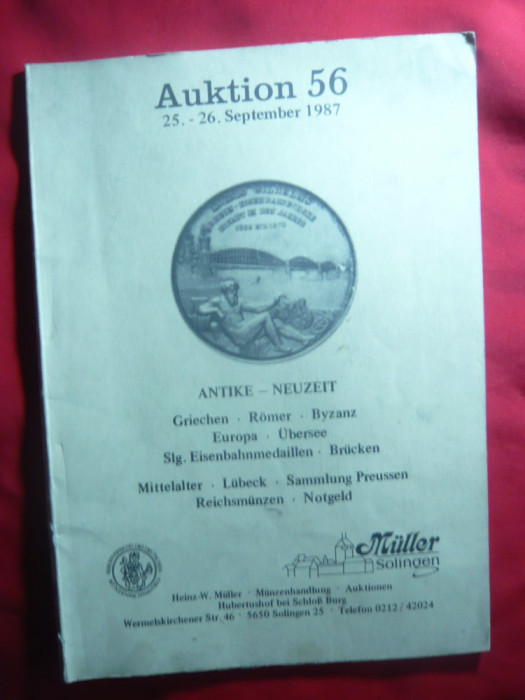 Auktion 56
25. - 26. September 1987
ANTIKE – NEUZEIT
Griechen · Römer · Byzanz
Europa · Übersee
Slg. Eisenbahnmedaillen · Brücken
Mittelalter · Lübeck · Sammlung Preussen
Reichsmünzen · Notgeld
Müller
Solingen
Heinz-W. Müller · Münzenhandlung · Auktionen
Hubertushof bei Schloß Burg
Wermelskirchener Str. 46 · 5650 Solingen 25 · Telefon 0212/42024